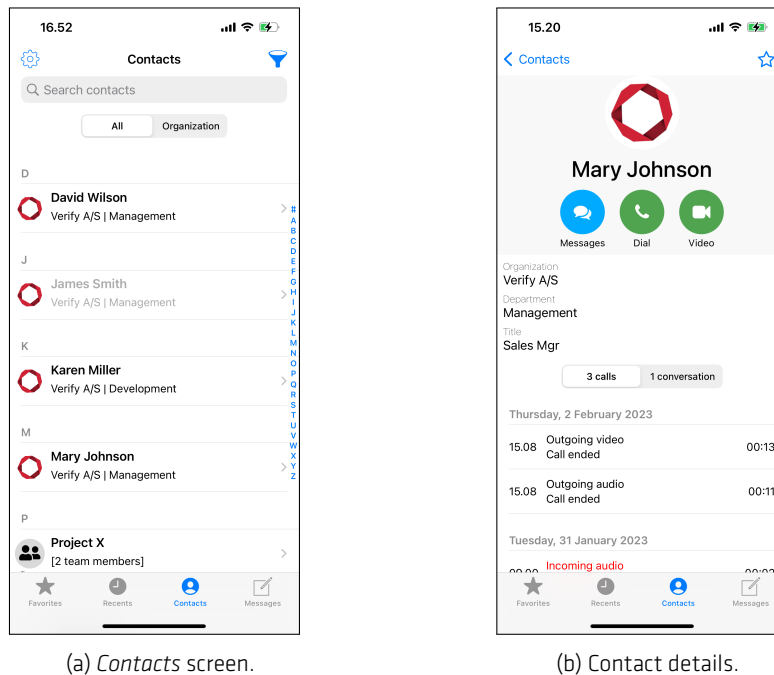 16.52
Contacts
Search contacts
All Organization
D
David Wilson
Verify A/S | Management
J
James Smith
Verify A/S | Management
K
Karen Miller
Verify A/S | Development
M
Mary Johnson
Verify A/S | Management
P
Project X
[2 team members]
#
A
B
C
D
E
F
G
H
I
J
K
L
M
N
O
P
Q
R
S
T
U
V
W
X
Y
Z
Favorites Recents Contacts Messages
(a) Contacts screen.
15.20
Contacts
Mary Johnson
Messages Dial Video
Organization
Verify A/S
Department
Management
Title
Sales Mgr
3 calls 1 conversation
Thursday, 2 February 2023
15.08 Outgoing video 00:13
Call ended
15.08 Outgoing audio 00:11
Call ended
Tuesday, 31 January 2023
Incoming audio
Favorites Recents Contacts Messages
(b) Contact details.